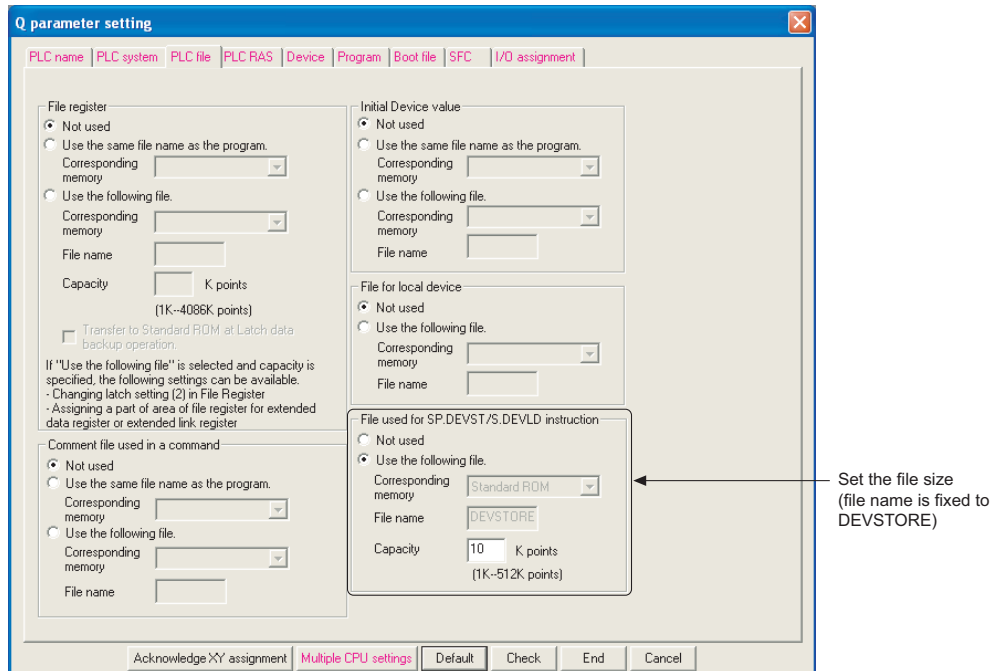 Q parameter setting
PLC name PLC system PLC file PLC RAS Device Program Boot file SFC I/O assignment
File register
Not used
Use the same file name as the program.
Corresponding
memory
Use the following file.
Corresponding
memory
File name
Capacity K points
(1K--4086K points)
Transfer to Standard ROM at Latch data
backup operation.
If "Use the following file" is selected and capacity is
specified, the following settings can be available.
- Changing latch setting (2) in File Register
- Assigning a part of area of file register for extended
data register or extended link register
Comment file used in a command
Not used
Use the same file name as the program.
Corresponding
memory
Use the following file.
Corresponding
memory
File name
Initial Device value
Not used
Use the same file name as the program.
Corresponding
memory
Use the following file.
Corresponding
memory
File name
File for local device
Not used
Use the following file.
Corresponding
memory
File name
File used for SP.DEVST/S.DEVLD instruction
Not used
Use the following file.
Corresponding
memory
Standard ROM
File name DEVSTORE
Capacity 10 K points
(1K--512K points)
Set the file size
(file name is fixed to
DEVSTORE)
Acknowledge XY assignment Multiple CPU settings Default Check End Cancel